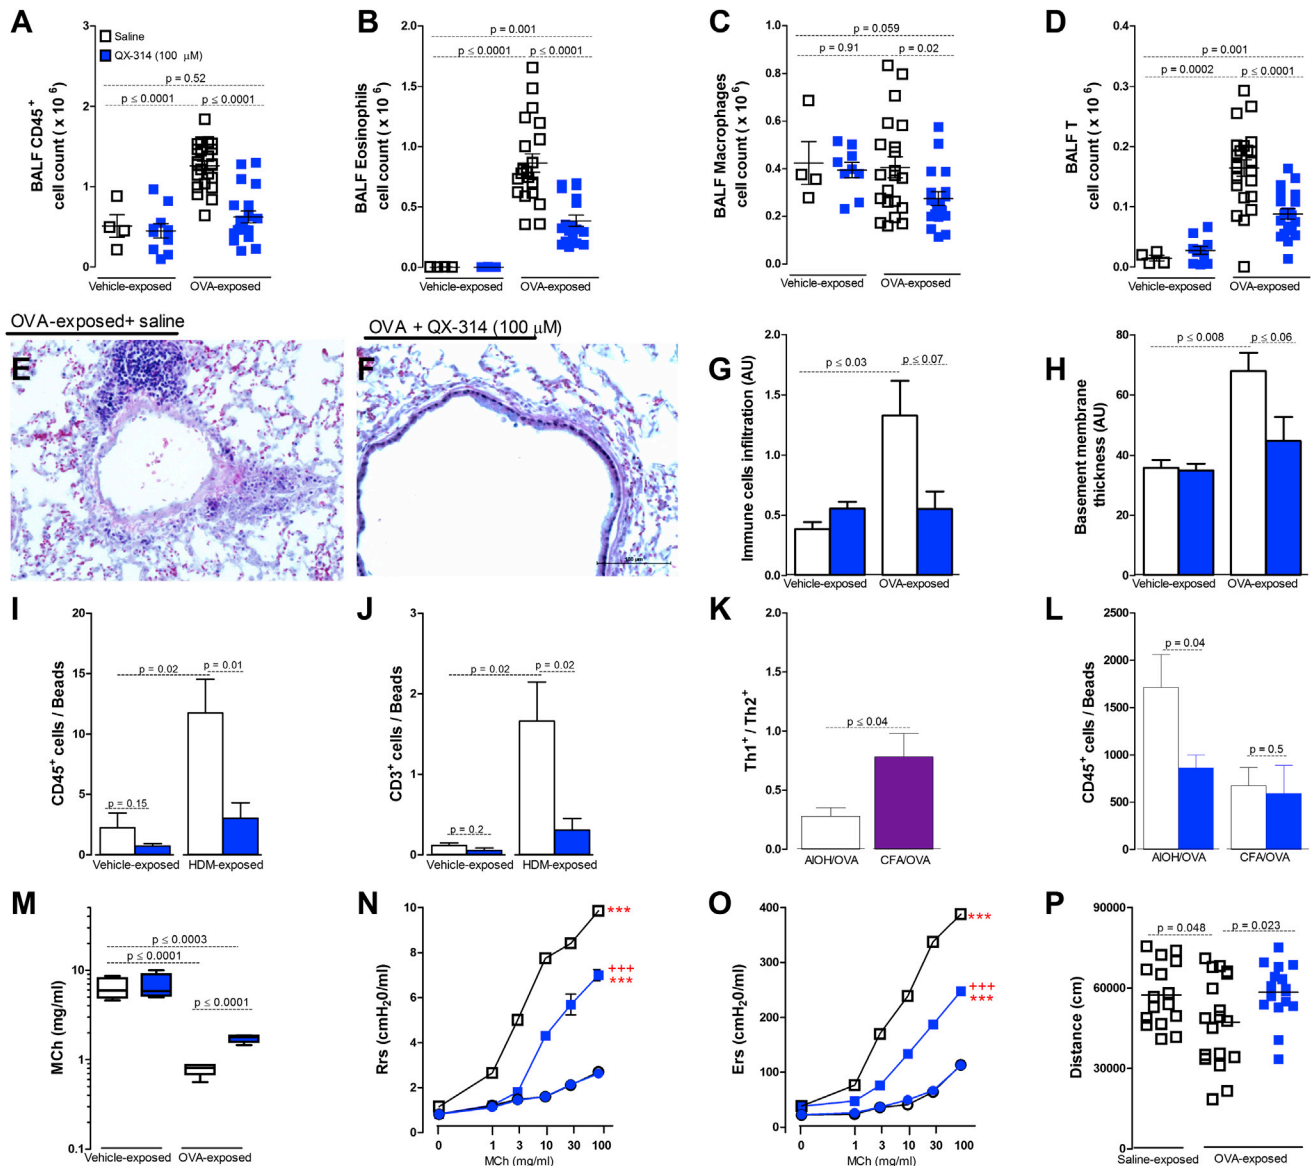 A
Saline
QX-314 (100 μM)
p = 0.52
p ≤ 0.0001
p ≤ 0.0001
BALF CD45+
cell count ( x 10 6)
3
2
1
0
Vehicle-exposed
OVA-exposed
B
p = 0.001
p ≤ 0.0001
p ≤ 0.0001
BALF Eosinophils
cell count ( x 10 6)
2.0
1.5
1.0
0.5
0.0
Vehicle-exposed
OVA-exposed
C
p = 0.059
p = 0.91
p = 0.02
BALF Macrophages
cell count ( x 10 6)
1.0
0.8
0.6
0.4
0.2
0.0
Vehicle-exposed
OVA-exposed
D
p = 0.001
p = 0.0002
p ≤ 0.0001
BALF T
cell count ( x 10 6)
0.4
0.3
0.2
0.1
0.0
Vehicle-exposed
OVA-exposed
OVA-exposed+ saline
E
OVA + QX-314 (100 μM)
F
G
p ≤ 0.03
p ≤ 0.07
Immune cells infiltration (AU)
2.0
1.5
1.0
0.5
0.0
Vehicle-exposed
OVA-exposed
H
p ≤ 0.008
p ≤ 0.06
Basement membrane
thickness (AU)
80
60
40
20
0
Vehicle-exposed
OVA-exposed
I
p = 0.02
p = 0.01
p = 0.15
CD45+ cells / Beads
20
15
10
5
0
Vehicle-exposed
HDM-exposed
J
p = 0.02
p = 0.02
p = 0.2
CD3+ cells / Beads
3
2
1
0
Vehicle-exposed
HDM-exposed
K
p ≤ 0.04
Th1+ / Th2+
2.0
1.5
1.0
0.5
0.0
AlOH/OVA
CFA/OVA
L
p = 0.04
p = 0.5
CD45+ cells / Beads
2500
2000
1500
1000
500
0
AlOH/OVA
CFA/OVA
M
p ≤ 0.0003
p ≤ 0.0001
p ≤ 0.0001
MCh (mg/ml)
10
1
0.1
Vehicle-exposed
OVA-exposed
N
***
+++
***
Rrs (cmH20/ml)
10
8
6
4
2
0
0 1 3 10 30 100
MCh (mg/ml)
O
***
+++
***
Ers (cmH20/ml)
400
300
200
100
0
0 1 3 10 30 100
MCh (mg/ml)
P
p = 0.048
p = 0.023
Distance (cm)
90000
60000
30000
0
Saline-exposed
OVA-exposed